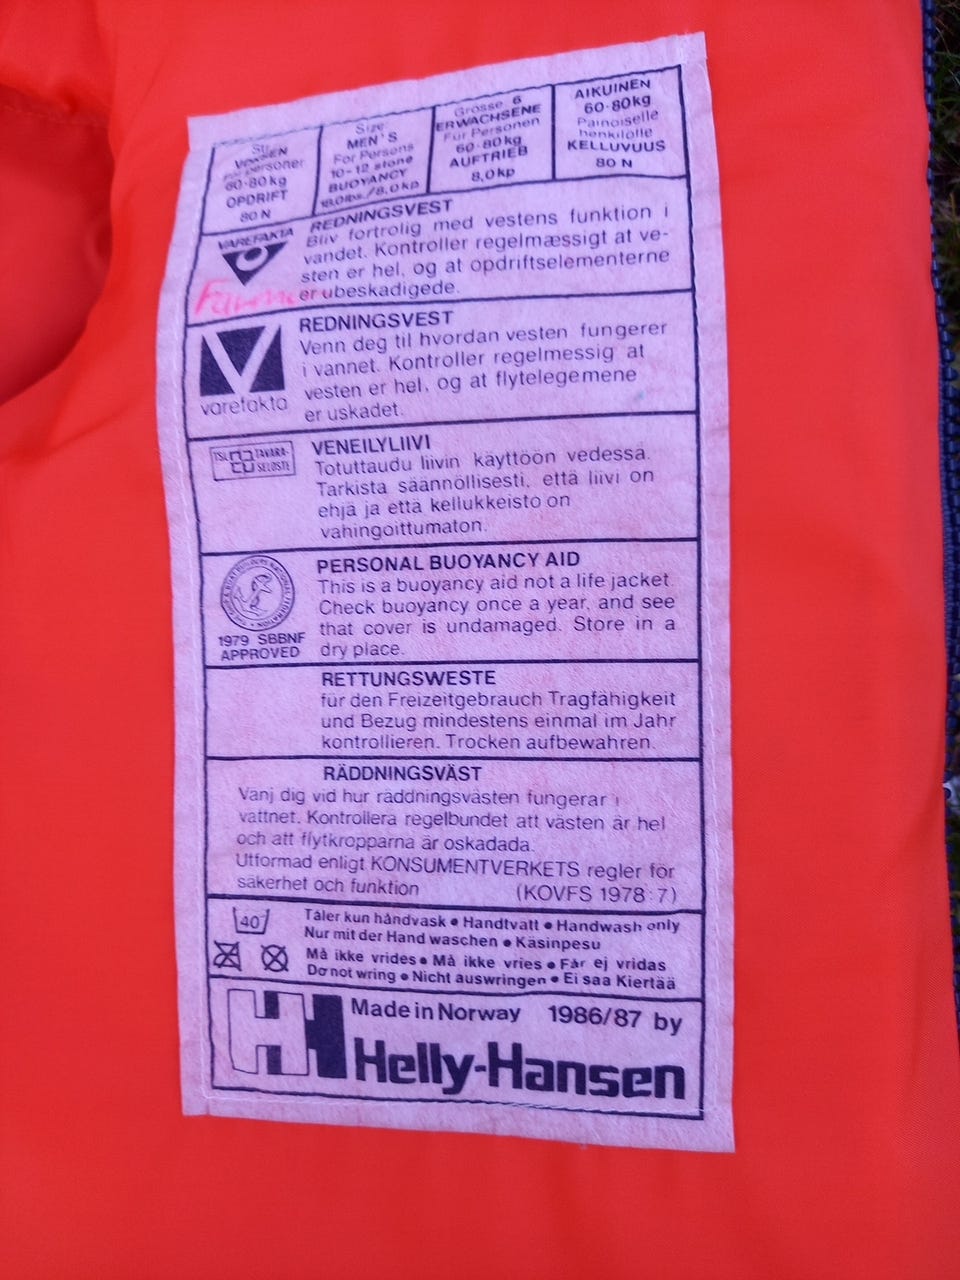 Str.
VOKSEN
For personer
60-80kg
OPDRIFT
80N
Size
MEN'S
For Persons
10-12 stone
BUOYANCY
18.0lbs./8,0kp
Grösse 6
ERWACHSENE
Für Personen
60-80kg
AUFTRIEB
8,0kp
AIKUINEN
60-80kg
Painoiselle
henkilölle
KELLUVUUS
80 N
VAREFAKTA
REDNINGSVEST
Bliv fortrolig med vestens funktion i
vandet. Kontroller regelmæssigt at ve-
sten er hel, og at opdriftselementerne
er ubeskadigede.
V
varefakta
REDNINGSVEST
Venn deg til hvordan vesten fungerer
i vannet. Kontroller regelmessig at
vesten er hel, og at flytelegemene
er uskadet.
TSL TAVARA-
SELOSTE
VENEILYLIIVI
Totuttaudu liivin käyttöön vedessä.
Tarkista säännöllisesti, että liivi on
ehjä ja että kellukkeisto on
vahingoittumaton.
1979 SBBNF
APPROVED
PERSONAL BUOYANCY AID
This is a buoyancy aid not a life jacket.
Check buoyancy once a year, and see
that cover is undamaged. Store in a
dry place.
RETTUNGSWESTE
für den Freizeitgebrauch Tragfähigkeit
und Bezug mindestens einmal im Jahr
kontrollieren. Trocken aufbewahren.
RÄDDNINGSVÄST
Vänj dig vid hur räddningsvästen fungerar i
vattnet. Kontrollera regelbundet att västen är hel
och att flytkropparna är oskadada.
Utformad enligt KONSUMENTVERKETS regler för
säkerhet och funktion (KOVFS 1978:7)
40
Tåler kun håndvask • Handtvätt • Handwash only
Nur mit der Hand waschen • Käsinpesu
Må ikke vrides • Må ikke vries • Får ej vridas
Do not wring • Nicht auswringen • Ei saa Kiertää
HH
Made in Norway 1986/87 by
Helly-Hansen